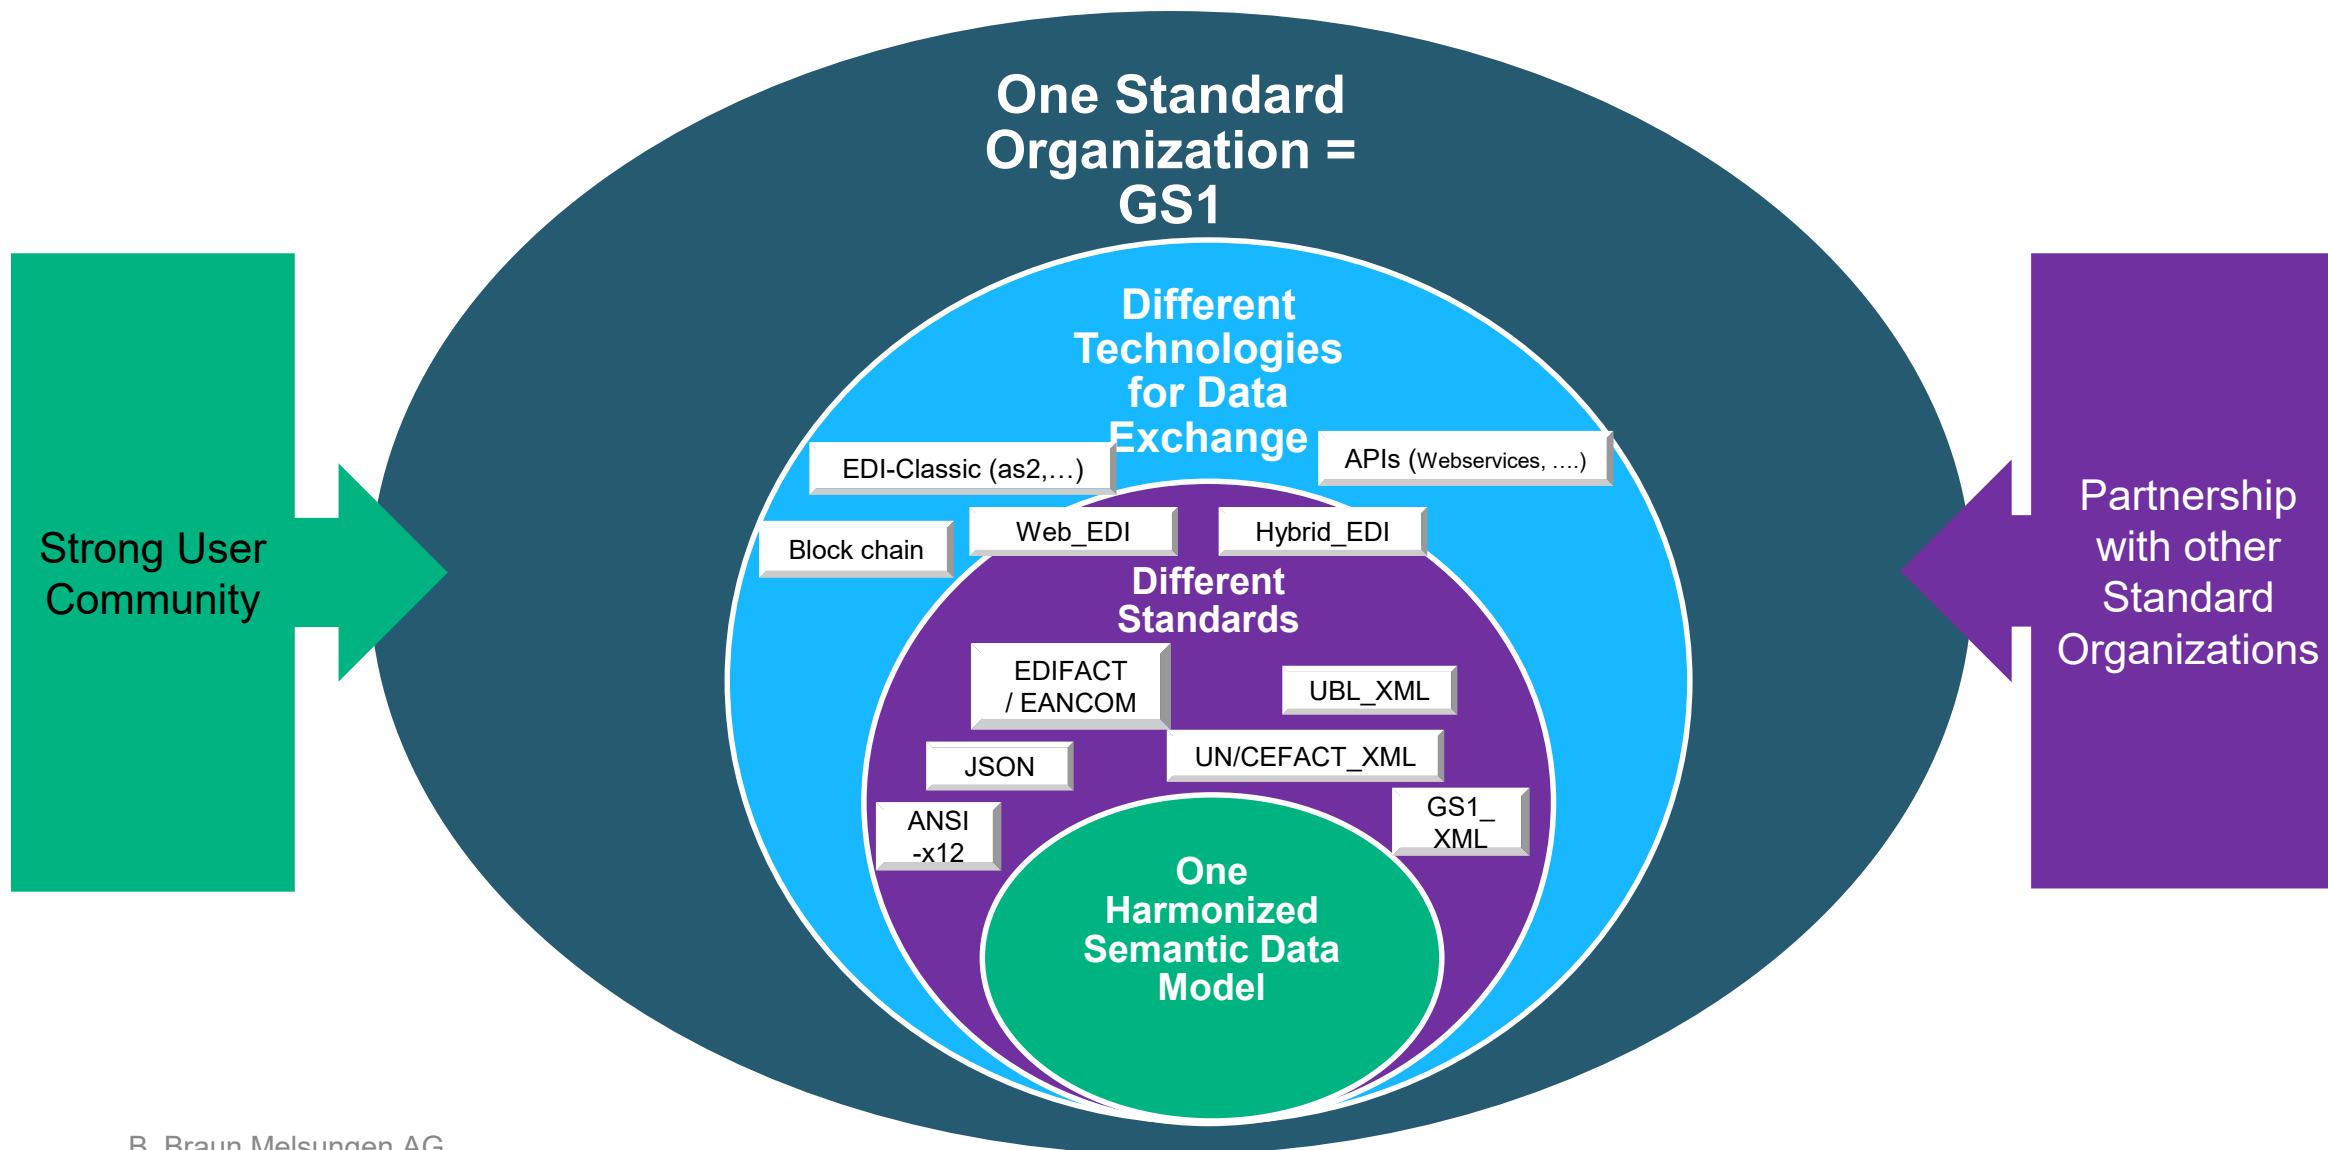 One Standard
Organization =
GS1
Different
Technologies
for Data
Exchange
EDI-Classic (as2,…)
APIs (Webservices, ….)
Block chain
Web_EDI
Hybrid_EDI
Different
Standards
EDIFACT
/ EANCOM
UBL_XML
JSON
UN/CEFACT_XML
ANSI
-x12
GS1_
XML
One
Harmonized
Semantic Data
Model
Strong User
Community
Partnership
with other
Standard
Organizations
B. Braun Melsungen AG